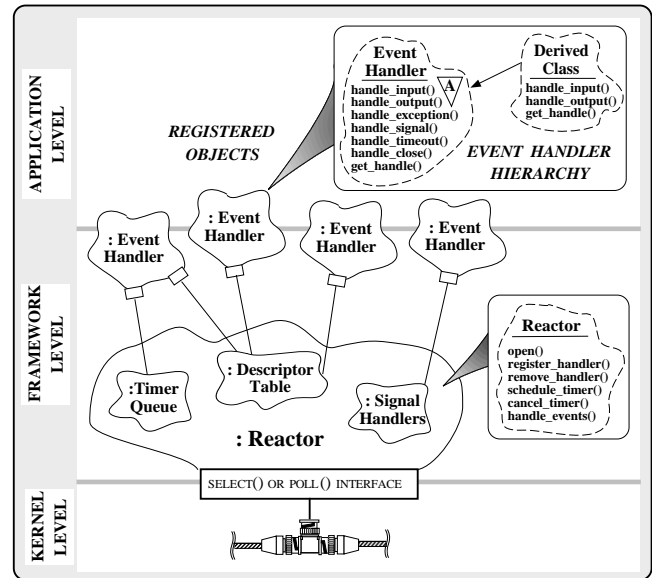 APPLICATION
LEVEL
FRAMEWORK
LEVEL
KERNEL
LEVEL
REGISTERED
OBJECTS
Event
Handler
A
handle_input()
handle_output()
handle_exception()
handle_signal()
handle_timeout()
handle_close()
get_handle()
Derived
Class
handle_input()
handle_output()
get_handle()
EVENT HANDLER
HIERARCHY
: Event
Handler
: Event
Handler
: Event
Handler
: Event
Handler
:Timer
Queue
:Descriptor
Table
:Signal
Handlers
: Reactor
Reactor
open()
register_handler()
remove_handler()
schedule_timer()
cancel_timer()
handle_events()
SELECT() OR POLL() INTERFACE